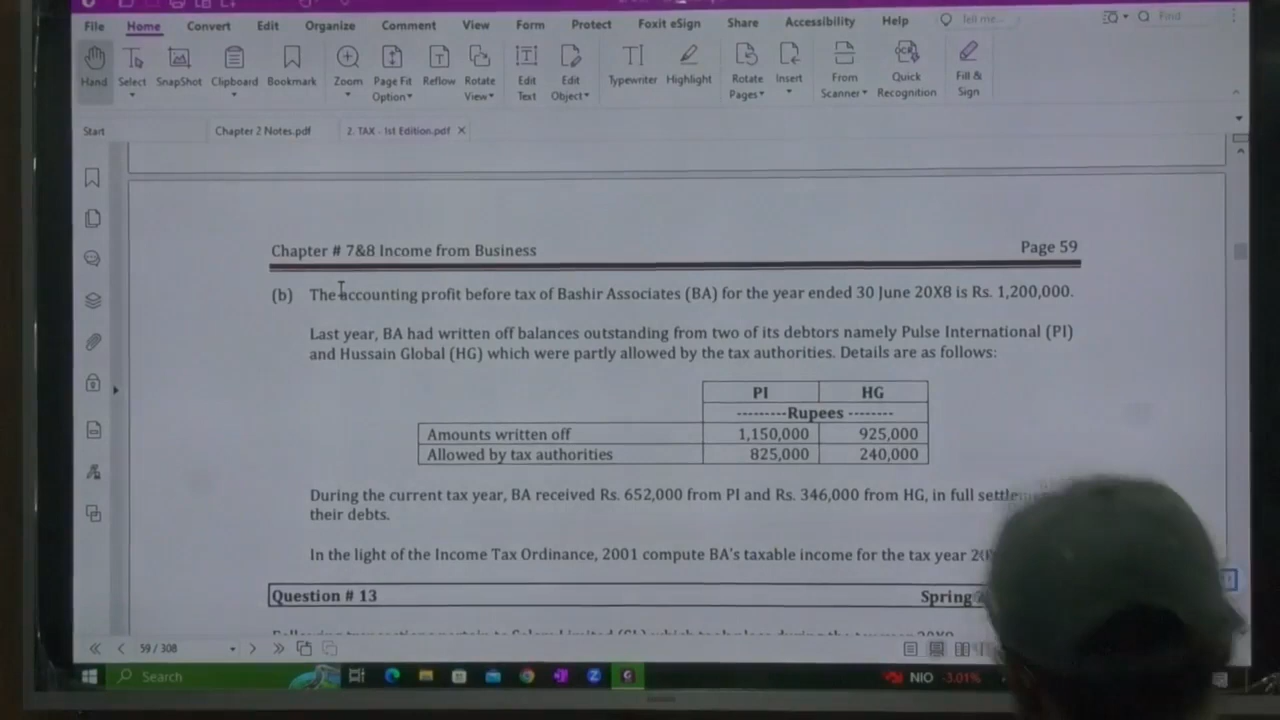 File Home Convert Edit Organize Comment View Form Protect Foxit eSign Share Accessibility Help Tell me... Find
Hand Select SnapShot Clipboard Bookmark Zoom Page Fit Option Reflow Rotate View Edit Text Edit Object Typewriter Highlight Rotate Pages Insert From Scanner Quick Recognition Fill & Sign
Start Chapter 2 Notes.pdf 2. TAX - 1st Edition.pdf
Chapter # 7&8 Income from Business Page 59
(b) The accounting profit before tax of Bashir Associates (BA) for the year ended 30 June 20X8 is Rs. 1,200,000.
Last year, BA had written off balances outstanding from two of its debtors namely Pulse International (PI)
and Hussain Global (HG) which were partly allowed by the tax authorities. Details are as follows:
PI HG
---------Rupees --------
Amounts written off 1,150,000 925,000
Allowed by tax authorities 825,000 240,000
During the current tax year, BA received Rs. 652,000 from PI and Rs. 346,000 from HG, in full
their debts.
In the light of the Income Tax Ordinance, 2001 compute BA's taxable income for the tax year
Question # 13 Spring
59 / 308
Search NIO -3.01%